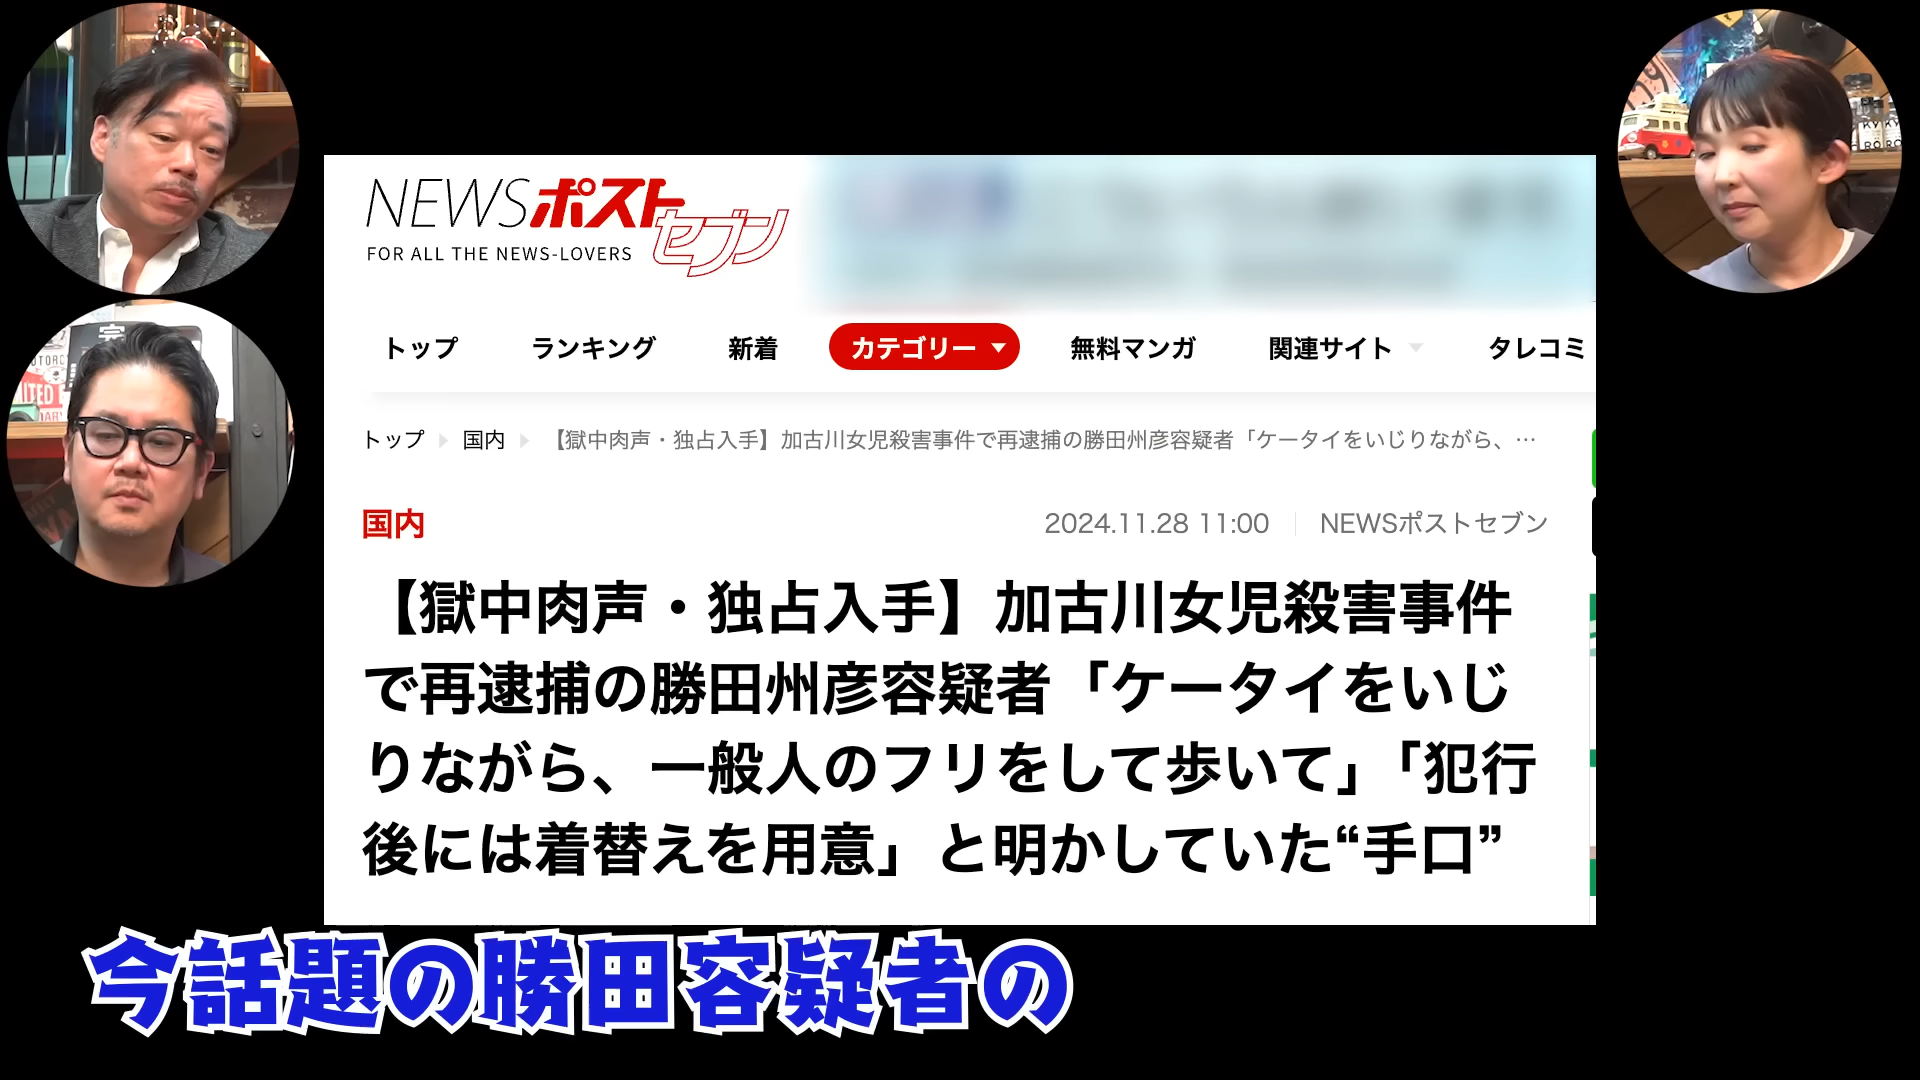 NEWSポストセブン
FOR ALL THE NEWS-LOVERS
トップ ランキング 新着 カテゴリー 無料マンガ 関連サイト タレコミ
トップ 国内 【獄中肉声・独占入手】加古川女児殺害事件で再逮捕の勝田州彦容疑者「ケータイをいじりながら、…
国内 2024.11.28 11:00 NEWSポストセブン
【獄中肉声・独占入手】加古川女児殺害事件
で再逮捕の勝田州彦容疑者「ケータイをいじ
りながら、一般人のフリをして歩いて」「犯行
後には着替えを用意」と明かしていた“手口”
今話題の勝田容疑者の